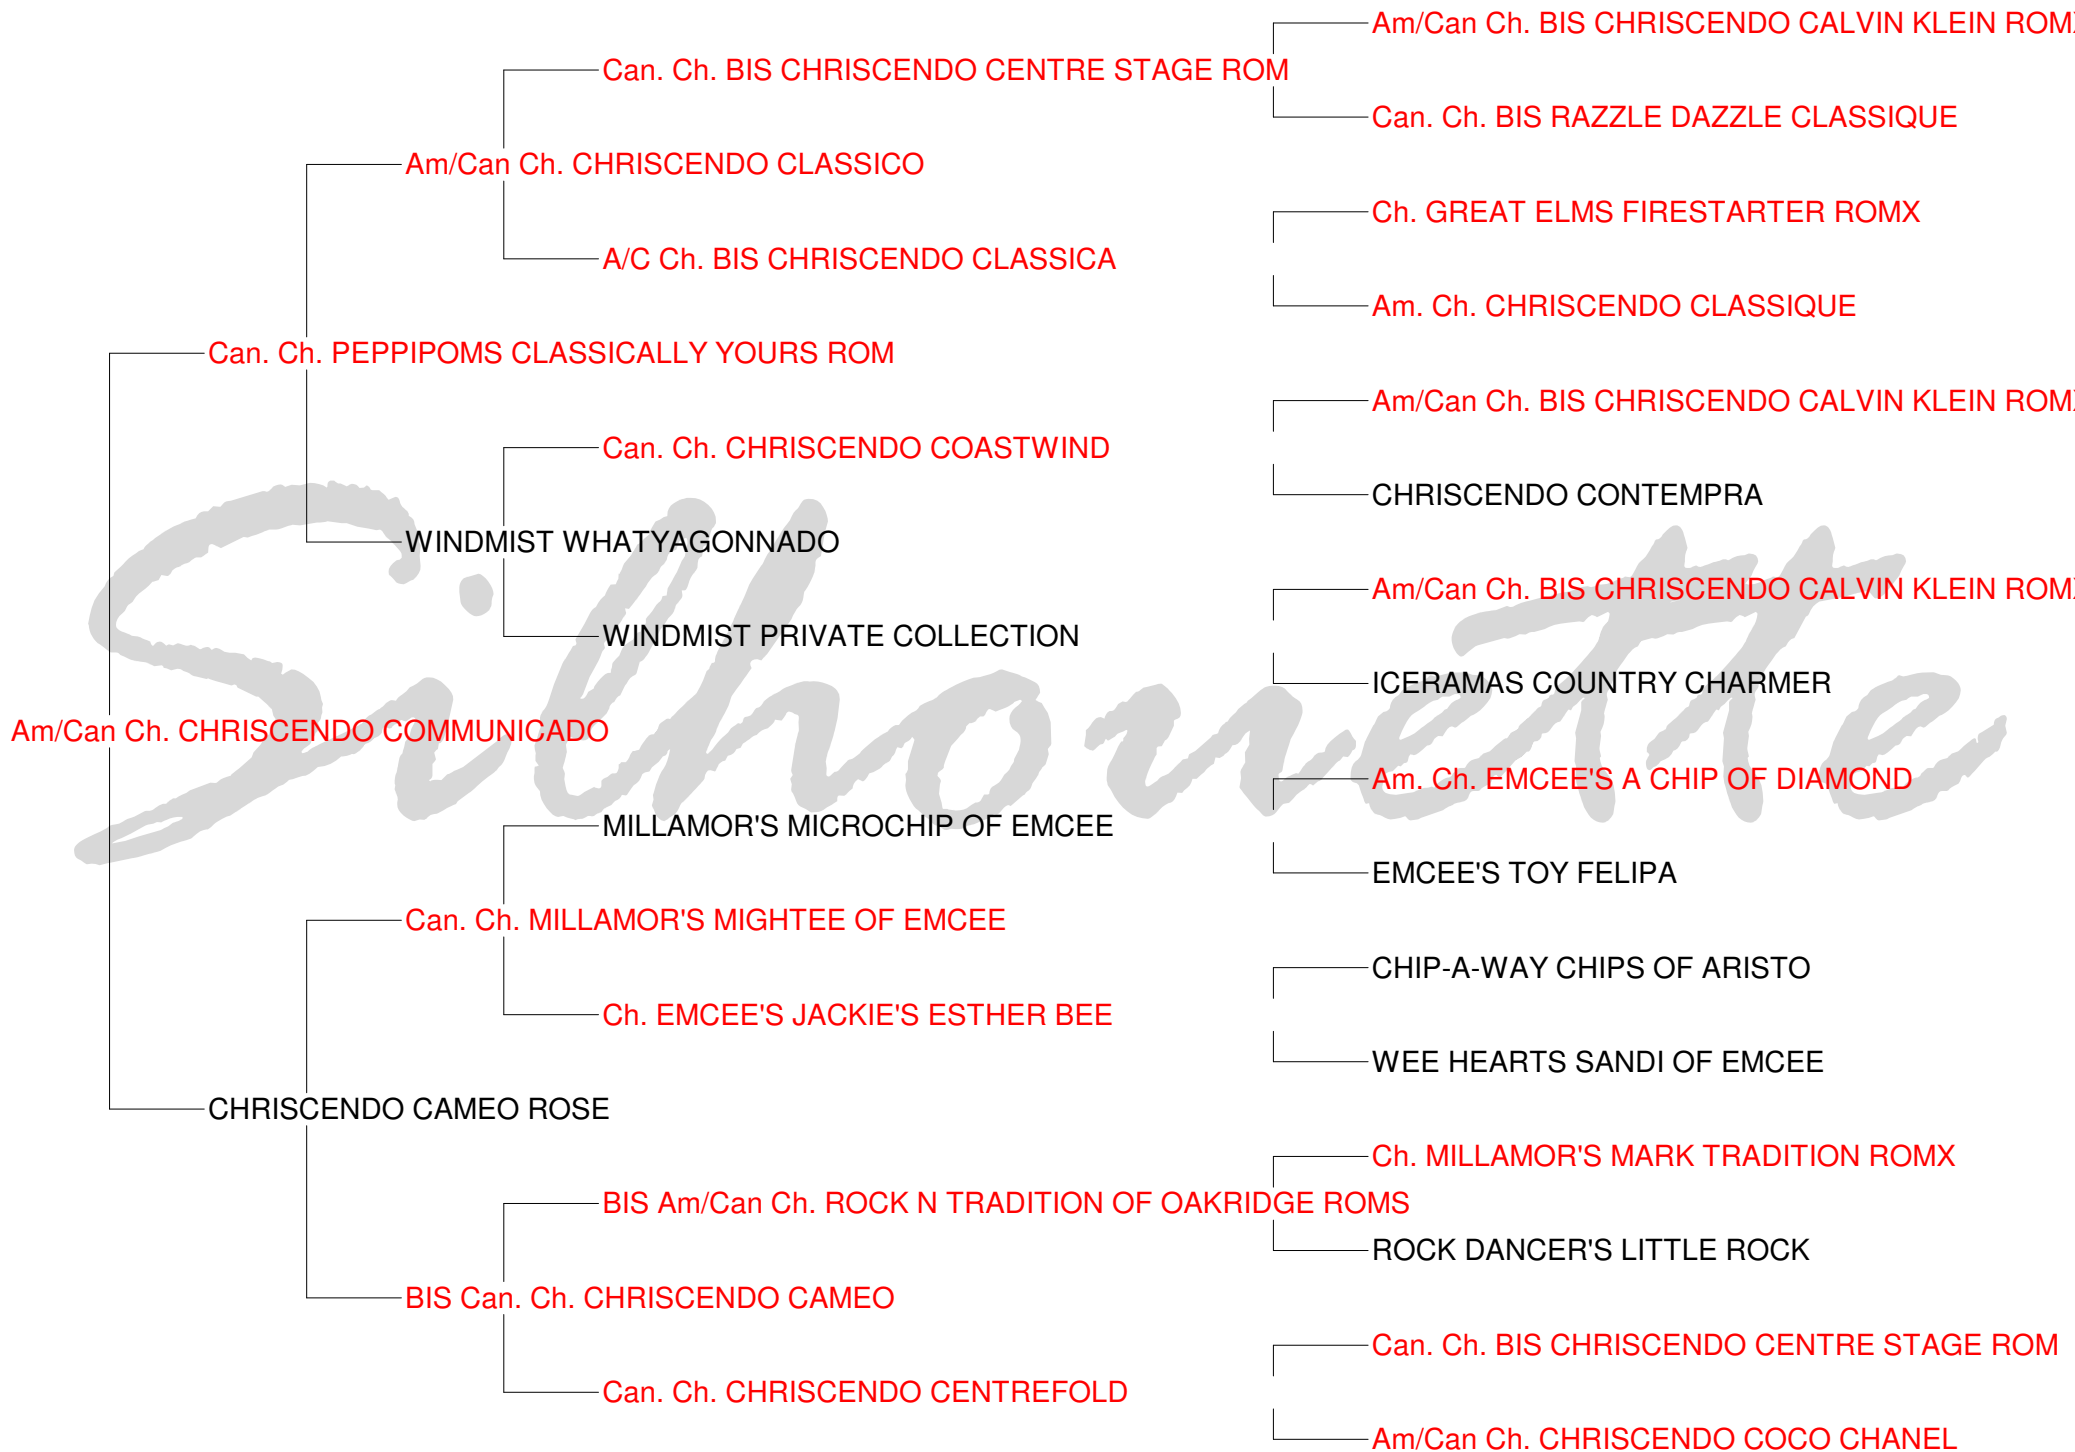 Am/Can Ch. BIS CHRISCENDO CALVIN KLEIN ROM
Can. Ch. BIS CHRISCENDO CENTRE STAGE ROM
Can. Ch. BIS RAZZLE DAZZLE CLASSIQUE
Am/Can Ch. CHRISCENDO CLASSICO
Ch. GREAT ELMS FIRESTARTER ROMX
A/C Ch. BIS CHRISCENDO CLASSICA
Am. Ch. CHRISCENDO CLASSIQUE
Can. Ch. PEPPIPOMS CLASSICALLY YOURS ROM
Am/Can Ch. BIS CHRISCENDO CALVIN KLEIN ROM
Can. Ch. CHRISCENDO COASTWIND
CHRISCENDO CONTEMPRA
WINDMIST WHATYAGONNADO
Am/Can Ch. BIS CHRISCENDO CALVIN KLEIN ROM
WINDMIST PRIVATE COLLECTION
ICERAMAS COUNTRY CHARMER
Silhouette
Am/Can Ch. CHRISCENDO COMMUNICADO
Am. Ch. EMCEE'S A CHIP OF DIAMOND
MILLAMOR'S MICROCHIP OF EMCEE
EMCEE'S TOY FELIPA
Can. Ch. MILLAMOR'S MIGHTEE OF EMCEE
CHIP-A-WAY CHIPS OF ARISTO
Ch. EMCEE'S JACKIE'S ESTHER BEE
WEE HEARTS SANDI OF EMCEE
CHRISCENDO CAMEO ROSE
Ch. MILLAMOR'S MARK TRADITION ROMX
BIS Am/Can Ch. ROCK N TRADITION OF OAKRIDGE ROMS
ROCK DANCER'S LITTLE ROCK
BIS Can. Ch. CHRISCENDO CAMEO
Can. Ch. BIS CHRISCENDO CENTRE STAGE ROM
Can. Ch. CHRISCENDO CENTREFOLD
Am/Can Ch. CHRISCENDO COCO CHANEL